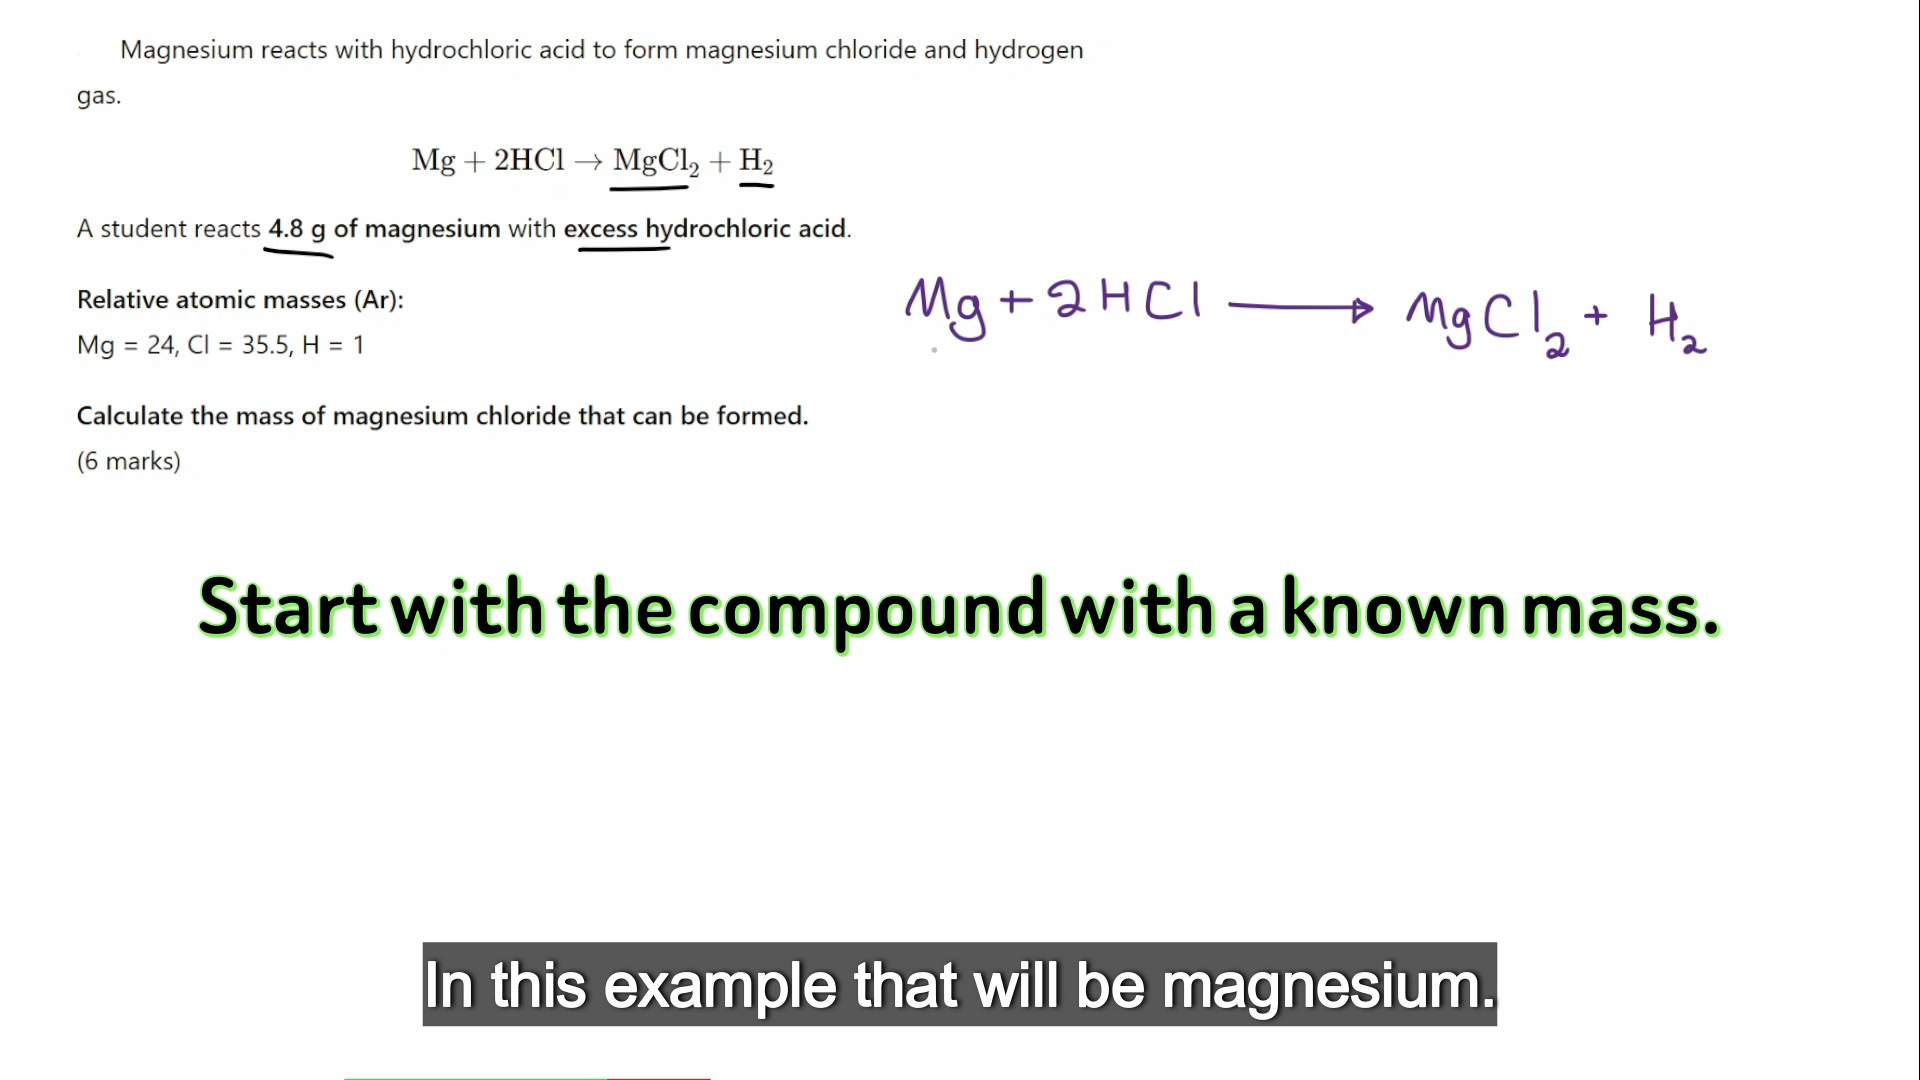 Magnesium reacts with hydrochloric acid to form magnesium chloride and hydrogen
gas.
Mg + 2HCl → MgCl₂ + H₂
A student reacts 4.8 g of magnesium with excess hydrochloric acid.
Mg + 2HCl → MgCl₂ + H₂
Relative atomic masses (Ar):
Mg = 24, Cl = 35.5, H = 1
Calculate the mass of magnesium chloride that can be formed.
(6 marks)
Start with the compound with a known mass.
In this example that will be magnesium.